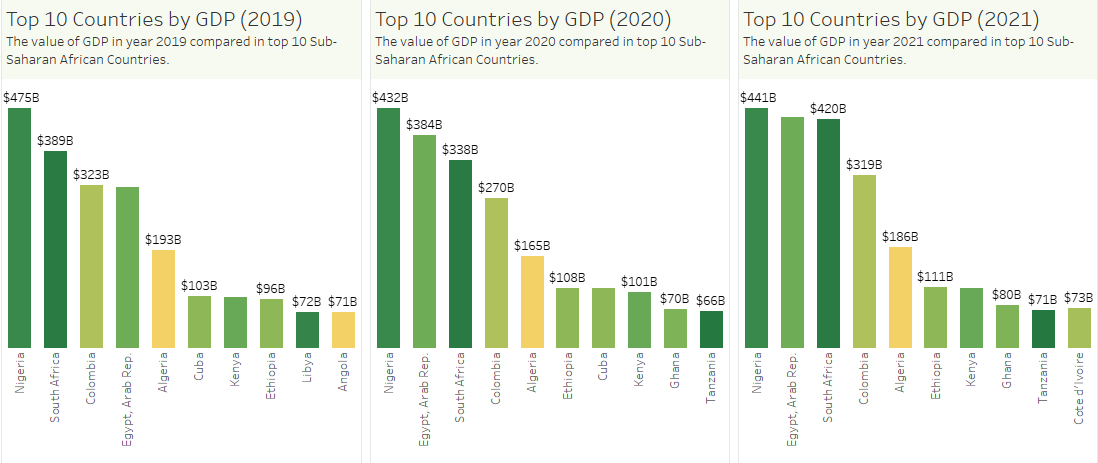 Top 10 Countries by GDP (2019)
The value of GDP in year 2019 compared in top 10 Sub-
Saharan African Countries.
$475B
$389B
$323B
$193B
$103B
$96B
$72B
$71B
Nigeria
South Africa
Colombia
Egypt, Arab Rep.
Algeria
Cuba
Kenya
Ethiopia
Libya
Angola
Top 10 Countries by GDP (2020)
The value of GDP in year 2020 compared in top 10 Sub-
Saharan African Countries.
$432B
$384B
$338B
$270B
$165B
$108B
$101B
$70B
$66B
Nigeria
Egypt, Arab Rep.
South Africa
Colombia
Algeria
Ethiopia
Cuba
Kenya
Ghana
Tanzania
Top 10 Countries by GDP (2021)
The value of GDP in year 2021 compared in top 10 Sub-
Saharan African Countries.
$441B
$420B
$319B
$186B
$111B
$80B
$71B
$73B
Nigeria
Egypt, Arab Rep.
South Africa
Colombia
Algeria
Ethiopia
Kenya
Ghana
Tanzania
Cote d'Ivoire